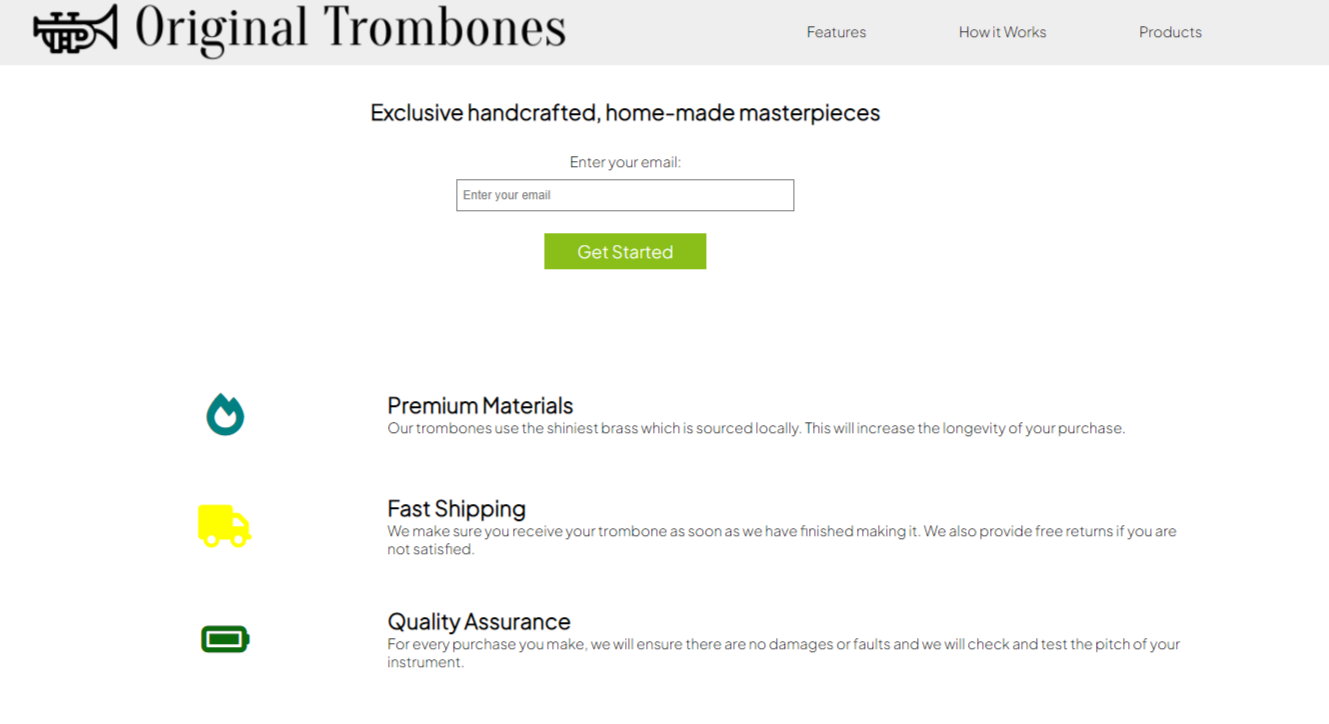 Original Trombones
Features
How it Works
Products
Exclusive handcrafted, home-made masterpieces
Enter your email:
Enter your email
Get Started
Premium Materials
Our trombones use the shiniest brass which is sourced locally. This will increase the longevity of your purchase.
Fast Shipping
We make sure you receive your trombone as soon as we have finished making it. We also provide free returns if you are
not satisfied.
Quality Assurance
For every purchase you make, we will ensure there are no damages or faults and we will check and test the pitch of your
instrument.